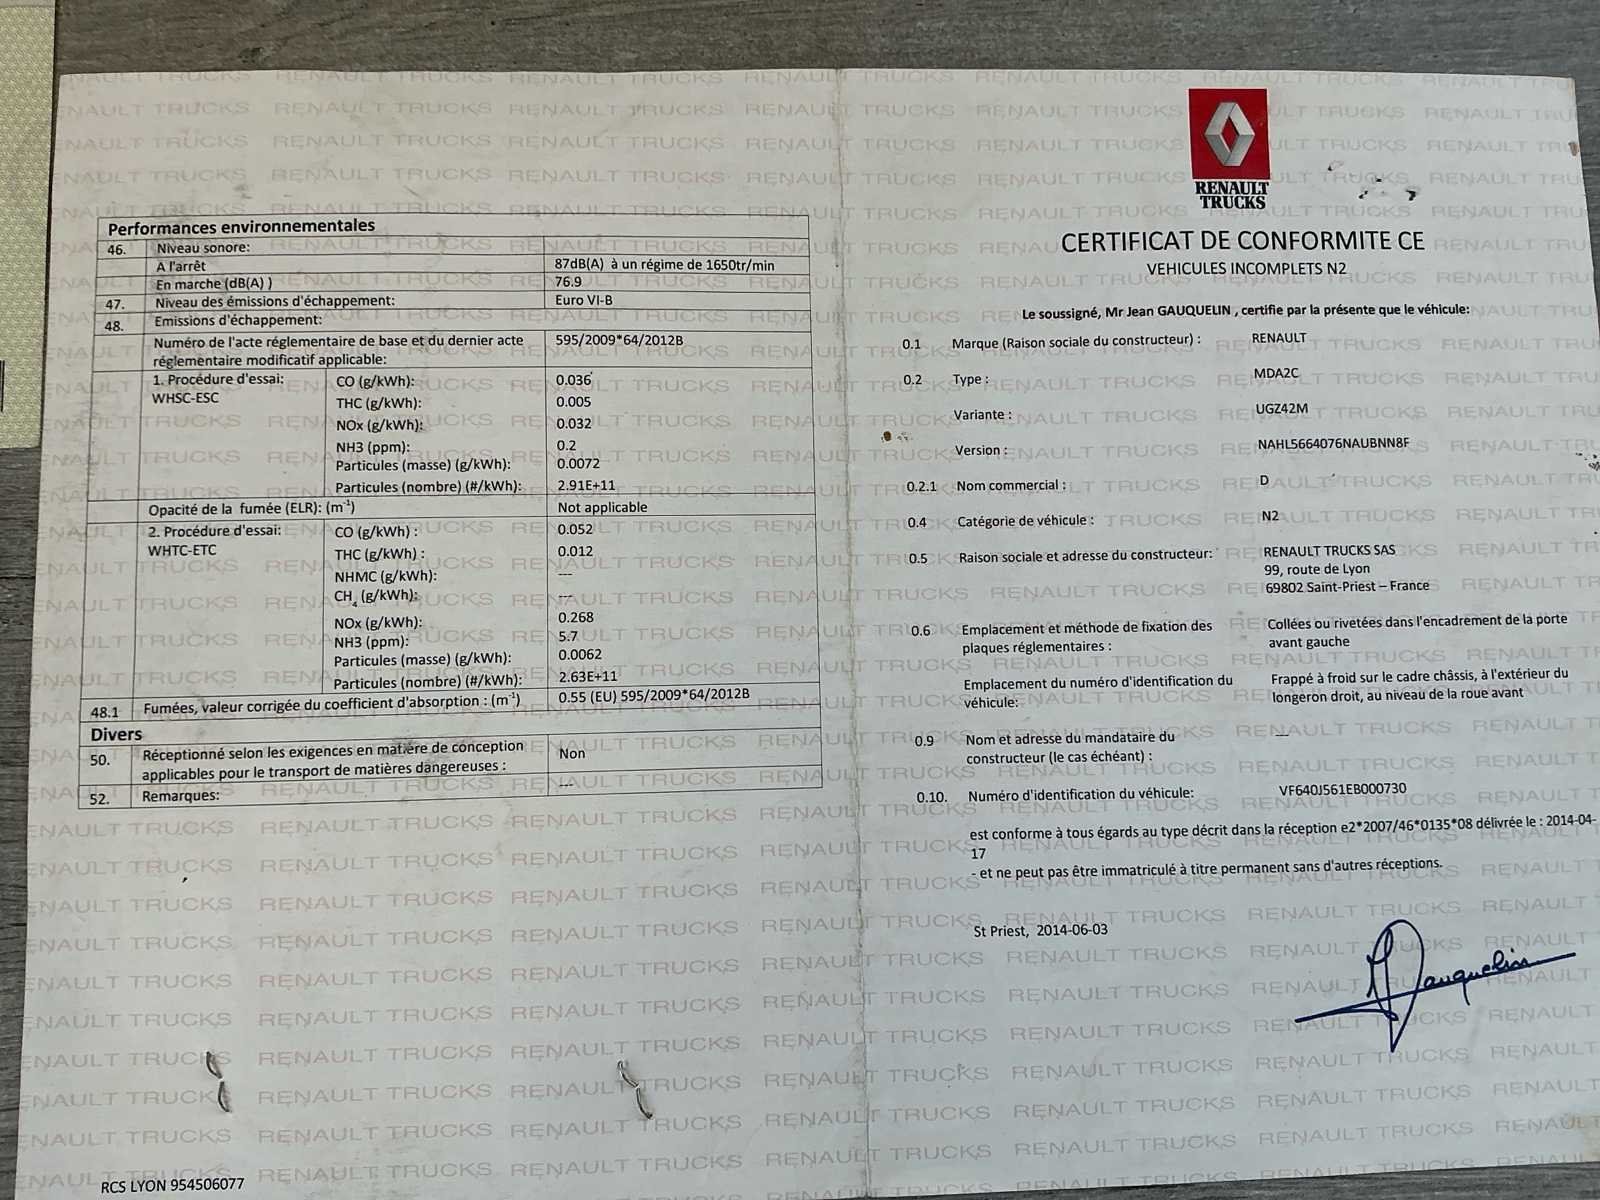 Performances environnementales
46. Niveau sonore:
A l'arrêt 87dB(A) à un régime de 1650tr/min
En marche (dB(A) ) 76.9
47. Niveau des émissions d'échappement: Euro VI-B
48. Emissions d'échappement:
Numéro de l'acte réglementaire de base et du dernier acte 595/2009*64/2012B
réglementaire modificatif applicable:
1. Procédure d'essai: CO (g/kWh): 0.036
WHSC-ESC THC (g/kWh): 0.005
NOx (g/kWh): 0.032
NH3 (ppm): 0.2
Particules (masse) (g/kWh): 0.0072
Particules (nombre) (#/kWh): 2.91E+11
Opacité de la fumée (ELR): (m⁻¹) Not applicable
2. Procédure d'essai: CO (g/kWh) : 0.052
WHTC-ETC THC (g/kWh) : 0.012
NHMC (g/kWh): ---
CH₄ (g/kWh): ---
NOx (g/kWh): 0.268
NH3 (ppm): 5.7
Particules (masse) (g/kWh): 0.0062
Particules (nombre) (#/kWh): 2.63E+11
48.1 Fumées, valeur corrigée du coefficient d'absorption : (m⁻¹) 0.55 (EU) 595/2009*64/2012B
Divers
50. Réceptionné selon les exigences en matière de conception Non
applicables pour le transport de matières dangereuses :
52. Remarques: ---
RCS LYON 954506077
RENAULT
TRUCKS
CERTIFICAT DE CONFORMITE CE
VEHICULES INCOMPLETS N2
Le soussigné, Mr Jean GAUQUELIN , certifie par la présente que le véhicule:
0.1 Marque (Raison sociale du constructeur) : RENAULT
0.2 Type : MDA2C
Variante : UGZ42M
Version : NAHL5664076NAUBNN8F
0.2.1 Nom commercial : D
0.4 Catégorie de véhicule : N2
0.5 Raison sociale et adresse du constructeur: RENAULT TRUCKS SAS
99, route de Lyon
69802 Saint-Priest – France
0.6 Emplacement et méthode de fixation des Collées ou rivetées dans l'encadrement de la porte
plaques réglementaires : avant gauche
Emplacement du numéro d'identification du Frappé à froid sur le cadre châssis, à l'extérieur du
véhicule: longeron droit, au niveau de la roue avant
0.9 Nom et adresse du mandataire du ---
constructeur (le cas échéant) :
0.10. Numéro d'identification du véhicule: VF640J561EB000730
est conforme à tous égards au type décrit dans la réception e2*2007/46*0135*08 délivrée le : 2014-04-
17
- et ne peut pas être immatriculé à titre permanent sans d'autres réceptions.
St Priest, 2014-06-03
Gauquelin